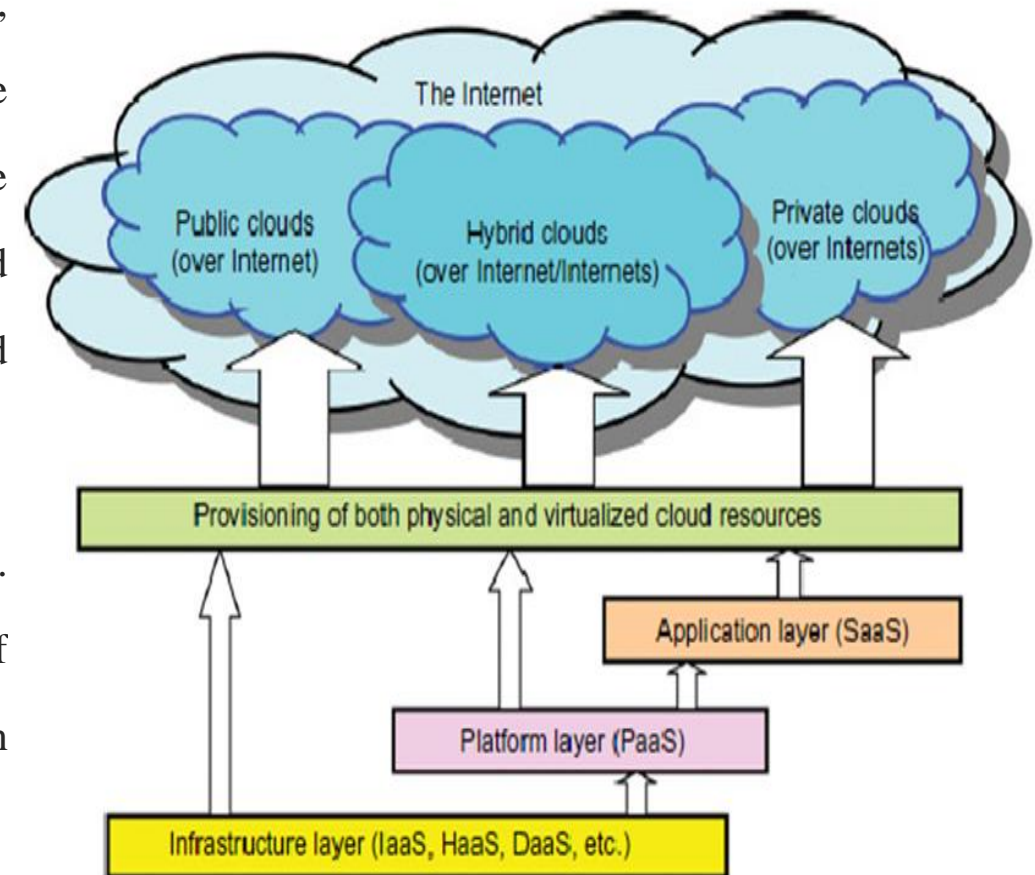 ,
e
e
d
d
.
f
n
The Internet
Public clouds
(over Internet)
Hybrid clouds
(over Internet/Internets)
Private clouds
(over Internets)
Provisioning of both physical and virtualized cloud resources
Application layer (SaaS)
Platform layer (PaaS)
Infrastructure layer (IaaS, HaaS, DaaS, etc.)